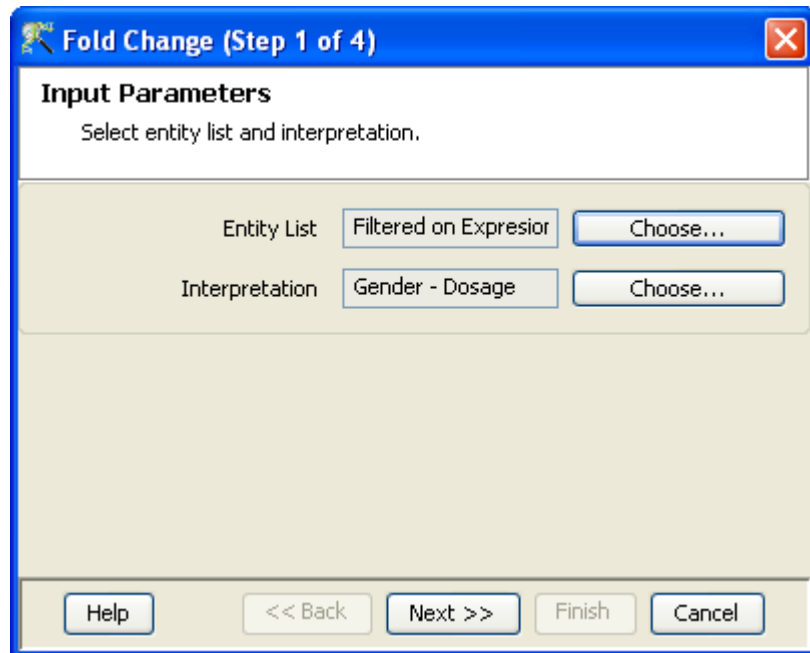 Fold Change (Step 1 of 4)
Input Parameters
Select entity list and interpretation.
Entity List Filtered on Expresior Choose...
Interpretation Gender - Dosage Choose...
Help << Back Next >> Finish Cancel